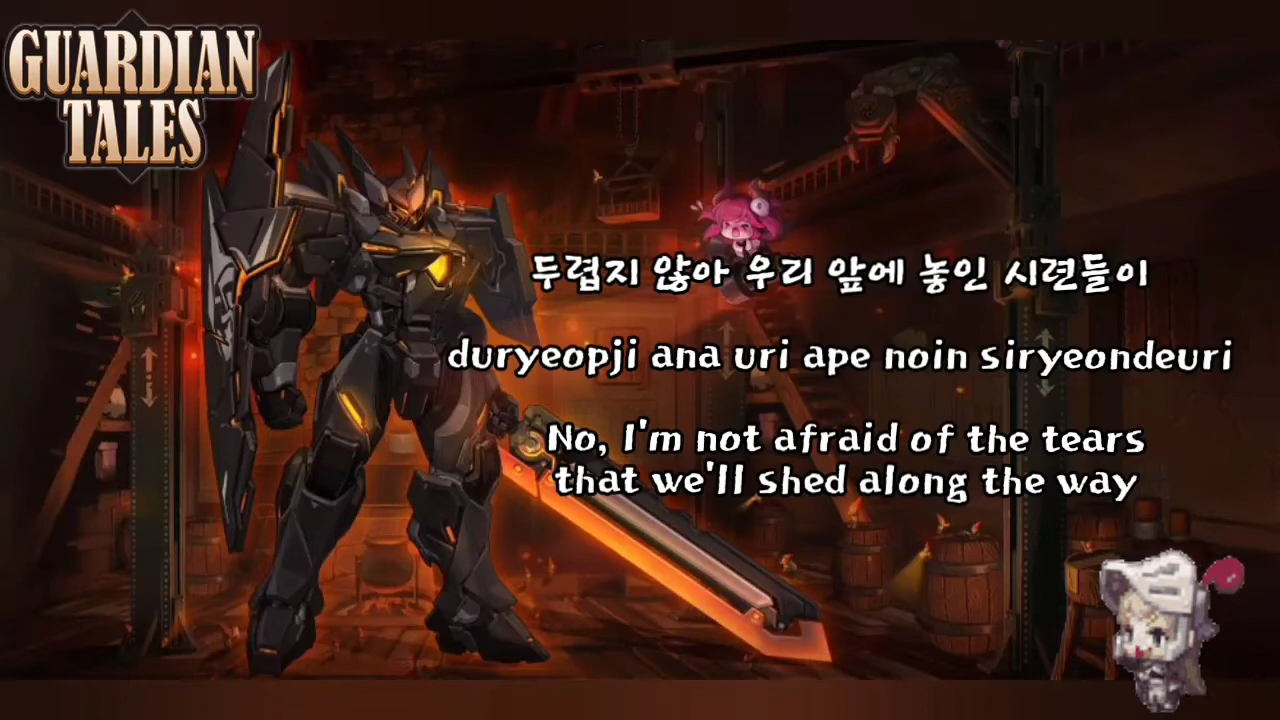 GUARDIAN
TALES
두렵지 않아 우리 앞에 놓인 시련들이
duryeopji ana uri ape noin siryeondeuri
No, I'm not afraid of the tears
that we'll shed along the way